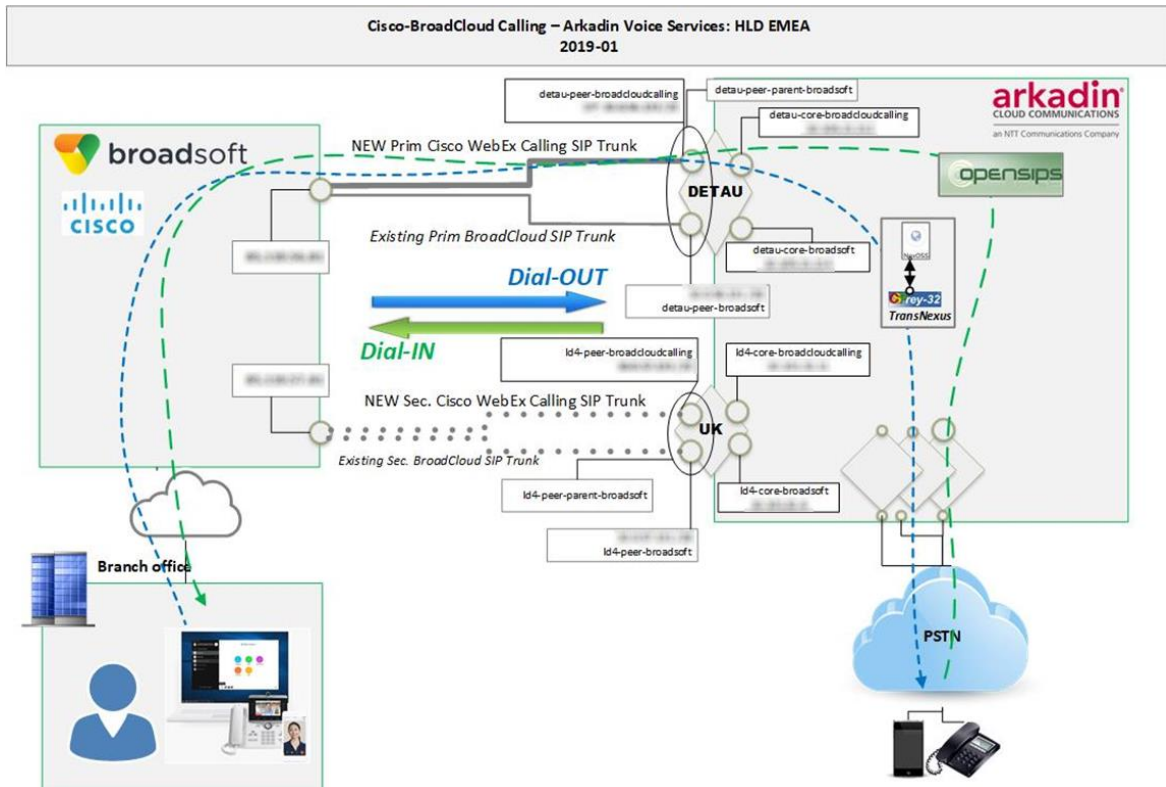 Cisco-BroadCloud Calling – Arkadin Voice Services: HLD EMEA
2019-01
detau-peer-broadcloudcalling
detau-peer-parent-broadsoft
detau-core-broadcloudcalling
arkadin
CLOUD COMMUNICATIONS
an NTT Communications Company
broadsoft
CISCO
NEW Prim Cisco WebEx Calling SIP Trunk
OPENSIPS
DETAU
Existing Prim BroadCloud SIP Trunk
detau-core-broadsoft
NexOSS
rey-32
TransNexus
Dial-OUT
detau-peer-broadsoft
Dial-IN
ld4-peer-broadcloudcalling
ld4-core-broadcloudcalling
NEW Sec. Cisco WebEx Calling SIP Trunk
UK
Existing Sec. BroadCloud SIP Trunk
ld4-peer-parent-broadsoft
ld4-core-broadsoft
ld4-peer-broadsoft
Branch office
PSTN